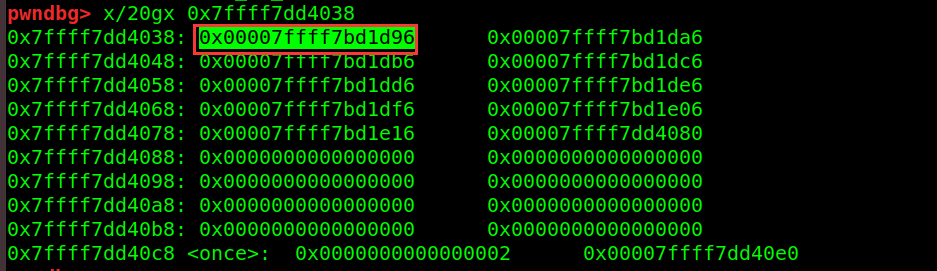 pwndbg> x/20gx 0x7ffff7dd4038
0x7ffff7dd4038: 0x00007ffff7bd1d96 0x00007ffff7bd1da6
0x7ffff7dd4048: 0x00007ffff7bd1db6 0x00007ffff7bd1dc6
0x7ffff7dd4058: 0x00007ffff7bd1dd6 0x00007ffff7bd1de6
0x7ffff7dd4068: 0x00007ffff7bd1df6 0x00007ffff7bd1e06
0x7ffff7dd4078: 0x00007ffff7bd1e16 0x00007ffff7dd4080
0x7ffff7dd4088: 0x0000000000000000 0x0000000000000000
0x7ffff7dd4098: 0x0000000000000000 0x0000000000000000
0x7ffff7dd40a8: 0x0000000000000000 0x0000000000000000
0x7ffff7dd40b8: 0x0000000000000000 0x0000000000000000
0x7ffff7dd40c8 <once>: 0x0000000000000002 0x00007ffff7dd40e0